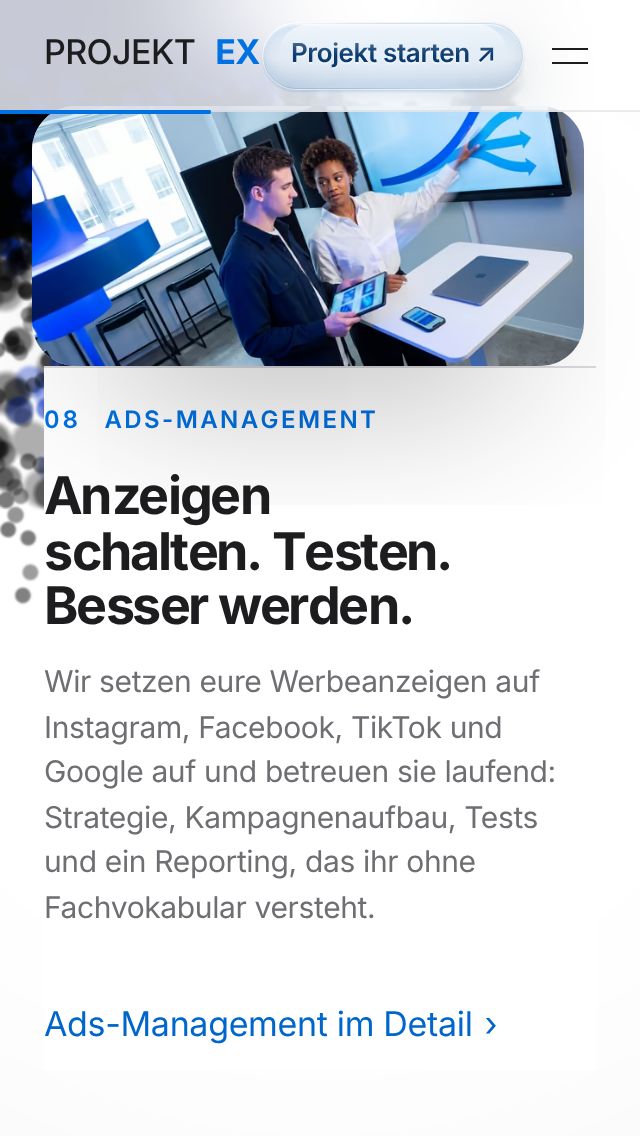 PROJEKT EX
Projekt starten ↗
08 ADS-MANAGEMENT
Anzeigen
schalten. Testen.
Besser werden.
Wir setzen eure Werbeanzeigen auf
Instagram, Facebook, TikTok und
Google auf und betreuen sie laufend:
Strategie, Kampagnenaufbau, Tests
und ein Reporting, das ihr ohne
Fachvokabular versteht.
Ads-Management im Detail ›